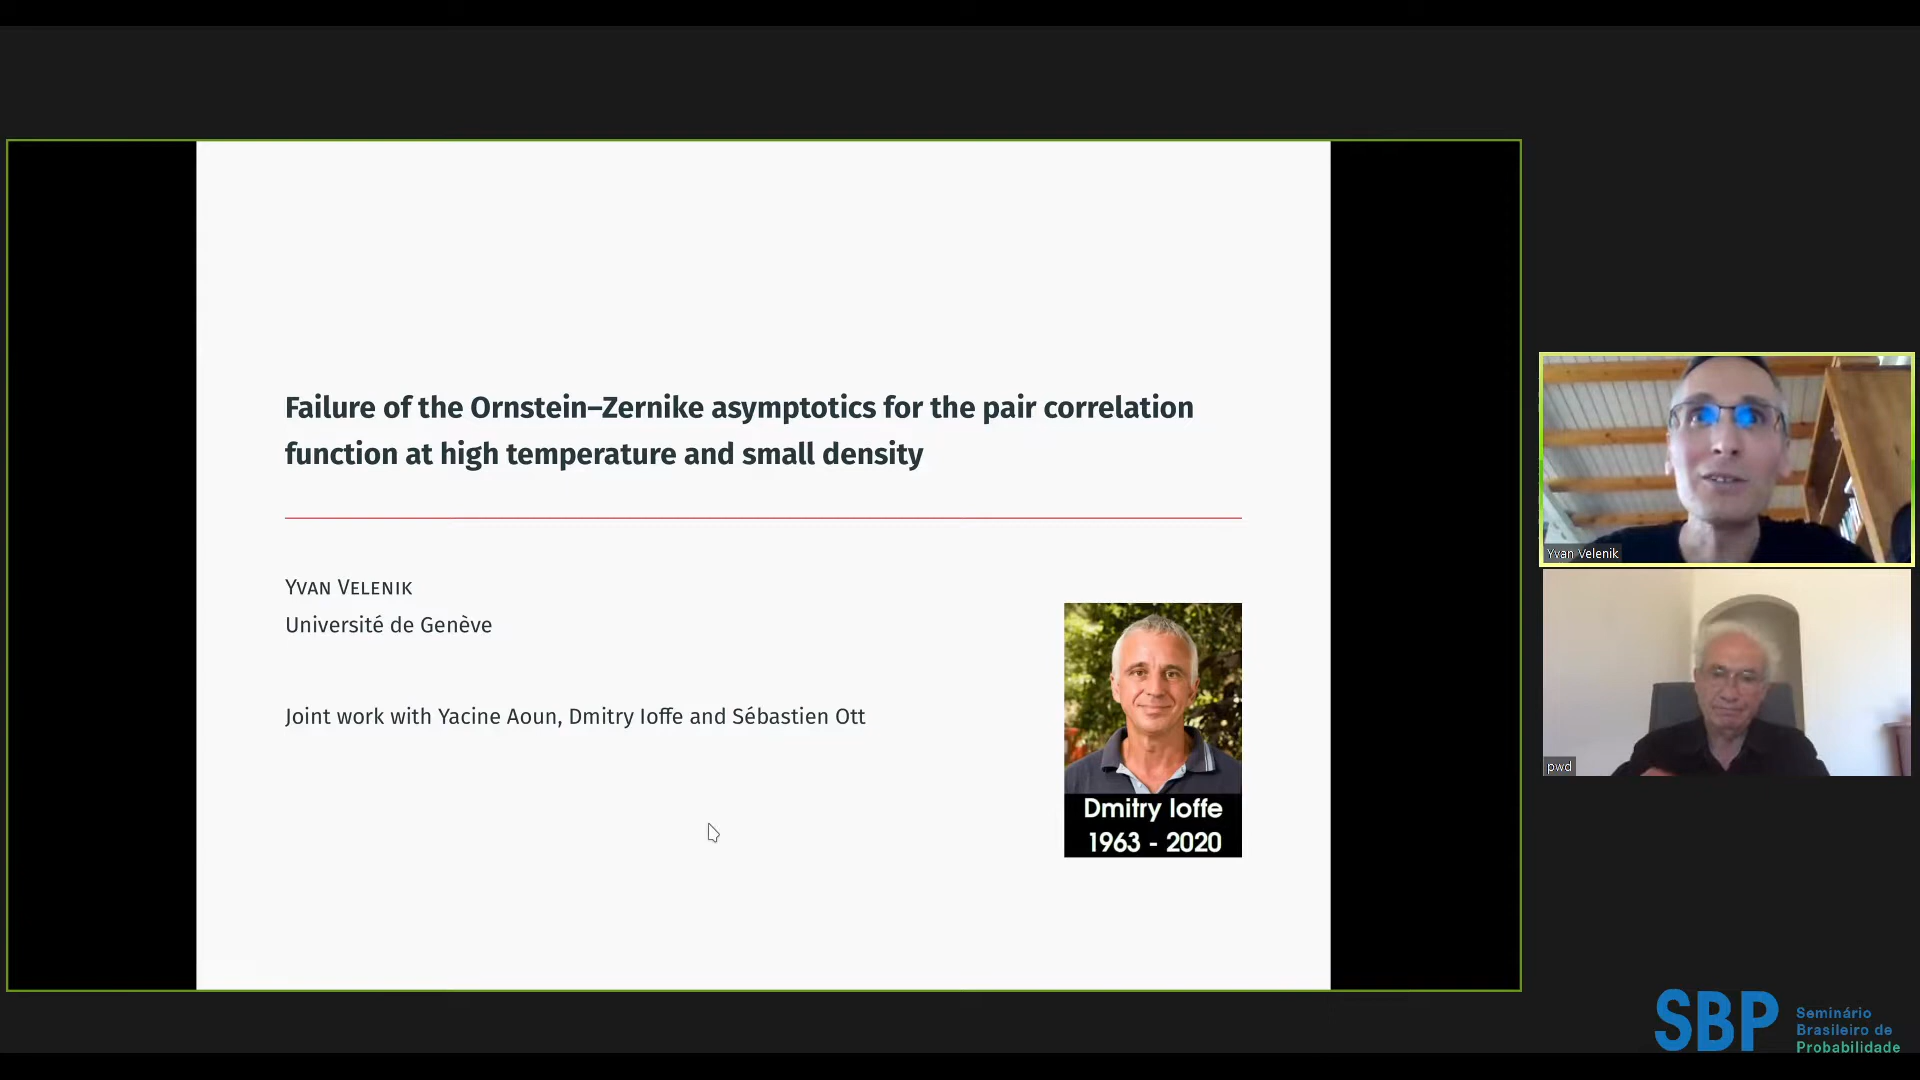 Failure of the Ornstein–Zernike asymptotics for the pair correlation
function at high temperature and small density
Yvan Velenik
Université de Genève
Joint work with Yacine Aoun, Dmitry Ioffe and Sébastien Ott
Dmitry Ioffe
1963 - 2020
Yvan Velenik
pwd
SBP
Seminário
Brasileiro de
Probabilidade